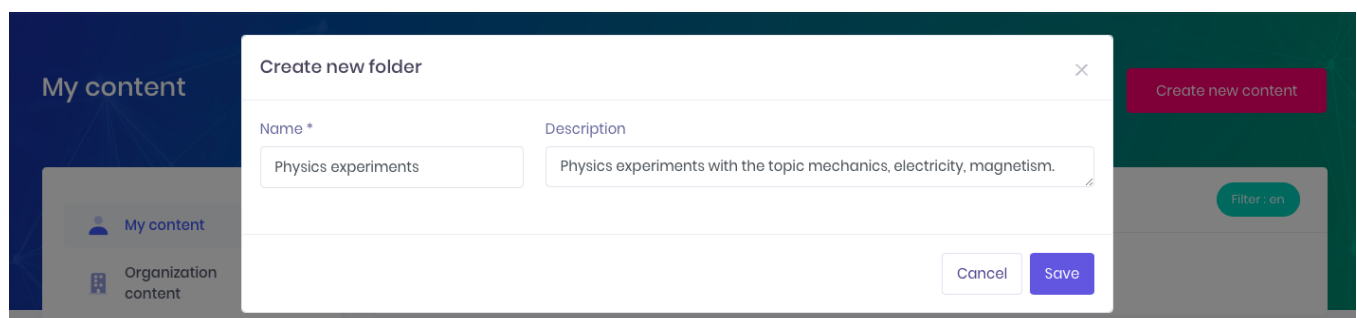 My content
Create new folder
×
Create new content
Name *
Description
Physics experiments
Physics experiments with the topic mechanics, electricity, magnetism.
Filter : en
My content
Organization
content
Cancel
Save